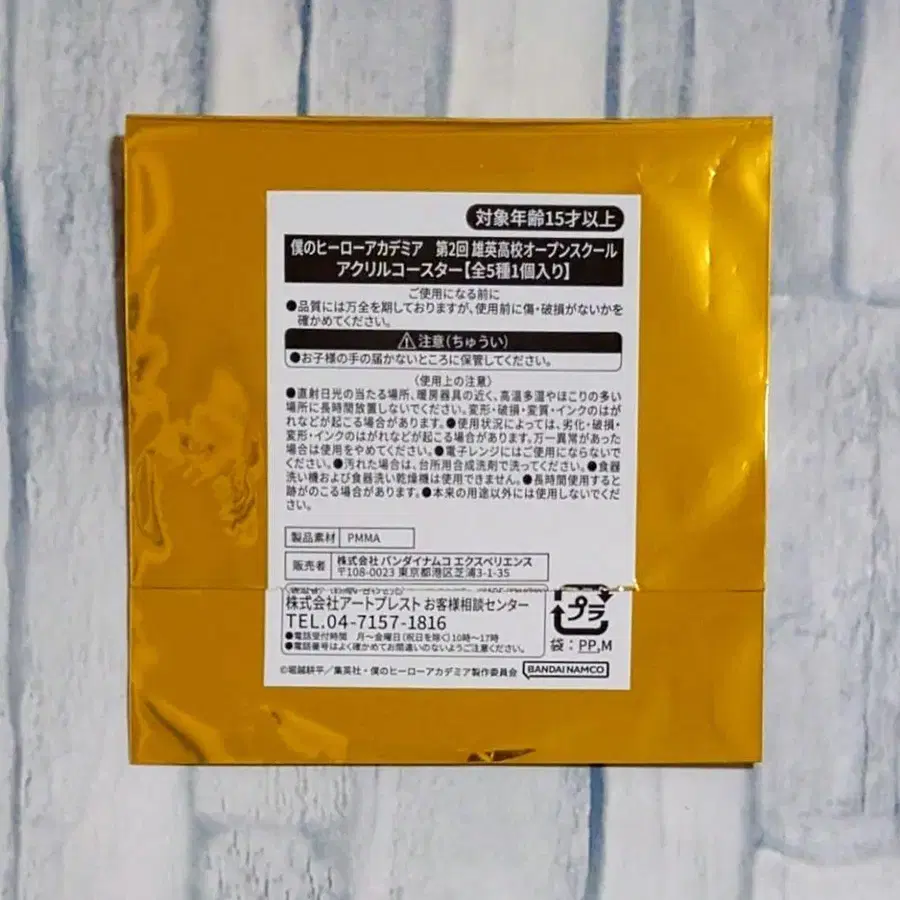 対象年齢15才以上
僕のヒーローアカデミア 第2回 雄英高校オープンスクール
アクリルコースター【全5種1個入り】
ご使用になる前に
●品質には万全を期しておりますが、使用前に傷・破損がないかを
確かめてください。
注意(ちゅうい)
●お子様の手の届かないところに保管してください。
〈使用上の注意〉
●直射日光の当たる場所、暖房器具の近く、高温多湿やほこりの多い
場所に長時間放置しないでください。変形・破損・変質・インクのはが
れなどが起こる場合があります。●使用状況によっては、劣化・破損・
変形・インクのはがれなどが起こる場合があります。万一異常があった
場合は使用をやめてください。●電子レンジにはご使用にならないで
ください。●汚れた場合は、台所用合成洗剤で洗ってください。●食器
洗い機および食器洗い乾燥機は使用できません。●長時間使用すると
跡がのこる場合があります。●本来の用途以外には使用しないでくだ
さい。
製品素材 PMMA
販売者 株式会社 バンダイナムコ エクスペリエンス
〒108-0023 東京都港区芝浦3-1-35
株式会社アートプレスト お客様相談センター
TEL.04-7157-1816
●電話受付時間 月～金曜日(祝日を除く)10時～17時
●電話番号はよく確かめてお間違いのないようご注意ください。
プラ
袋：PP,M
©堀越耕平／集英社・僕のヒーローアカデミア製作委員会
BANDAI NAMCO